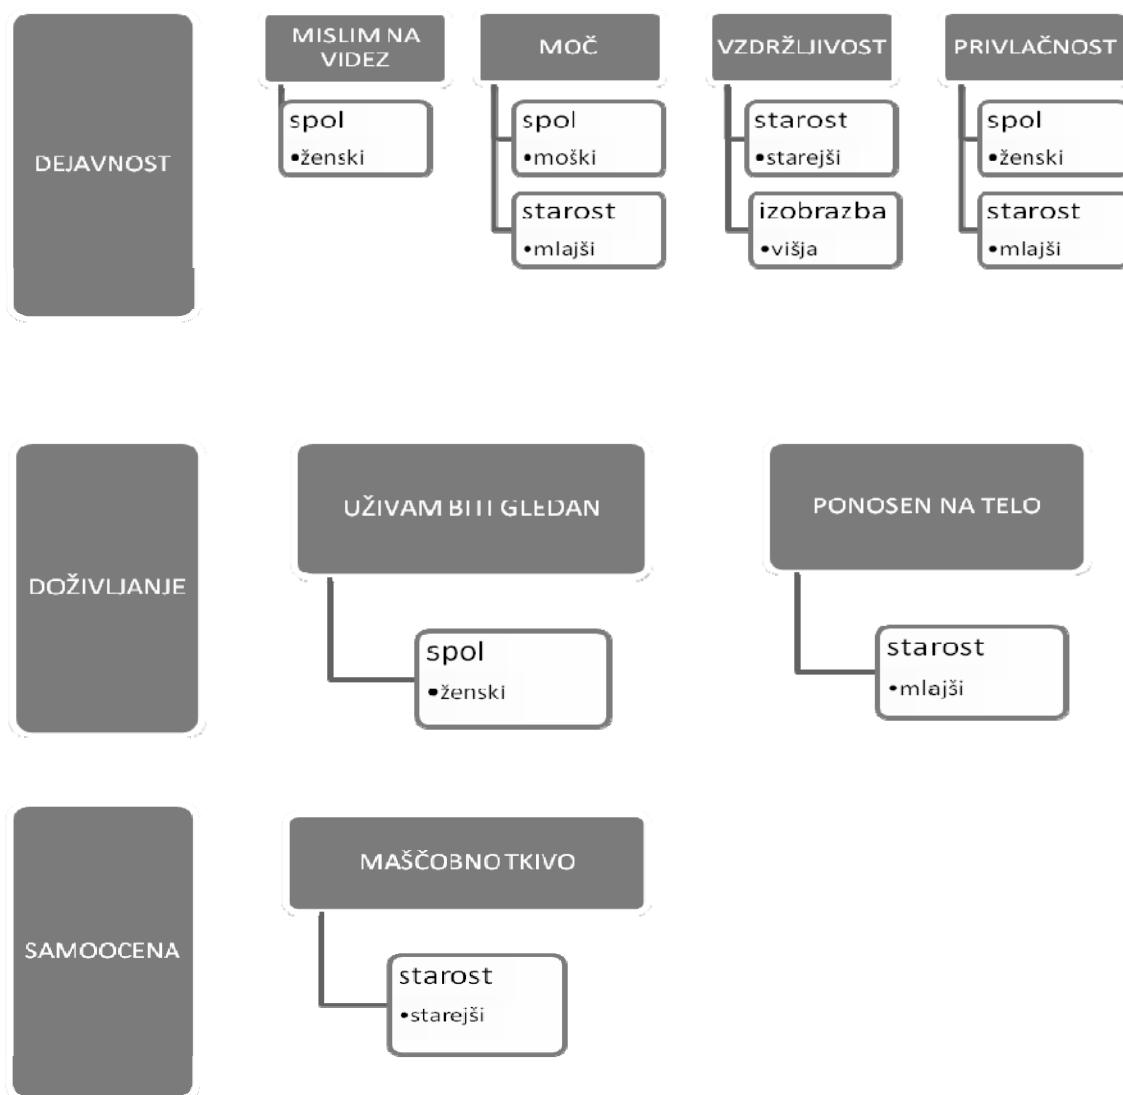 DEJAVNOST
MISLIM NA
VIDEZ
spol
•ženski
MOČ
spol
•moški
starost
•mlajši
VZDRŽLJIVOST
starost
•starejši
izobrazba
•višja
PRIVLAČNOST
spol
•ženski
starost
•mlajši
DOŽIVLJANJE
UŽIVAM BITI GLEDAN
spol
•ženski
PONOSEN NA TELO
starost
•mlajši
SAMOOCENA
MAŠČOBNO TKIVO
starost
•starejši